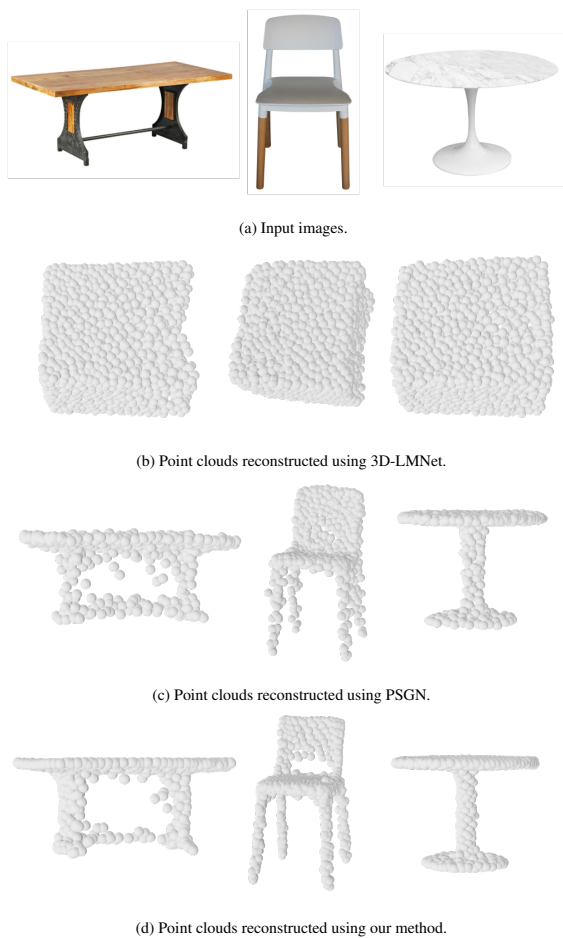 (a) Input images.
(b) Point clouds reconstructed using 3D-LMNet.
(c) Point clouds reconstructed using PSGN.
(d) Point clouds reconstructed using our method.